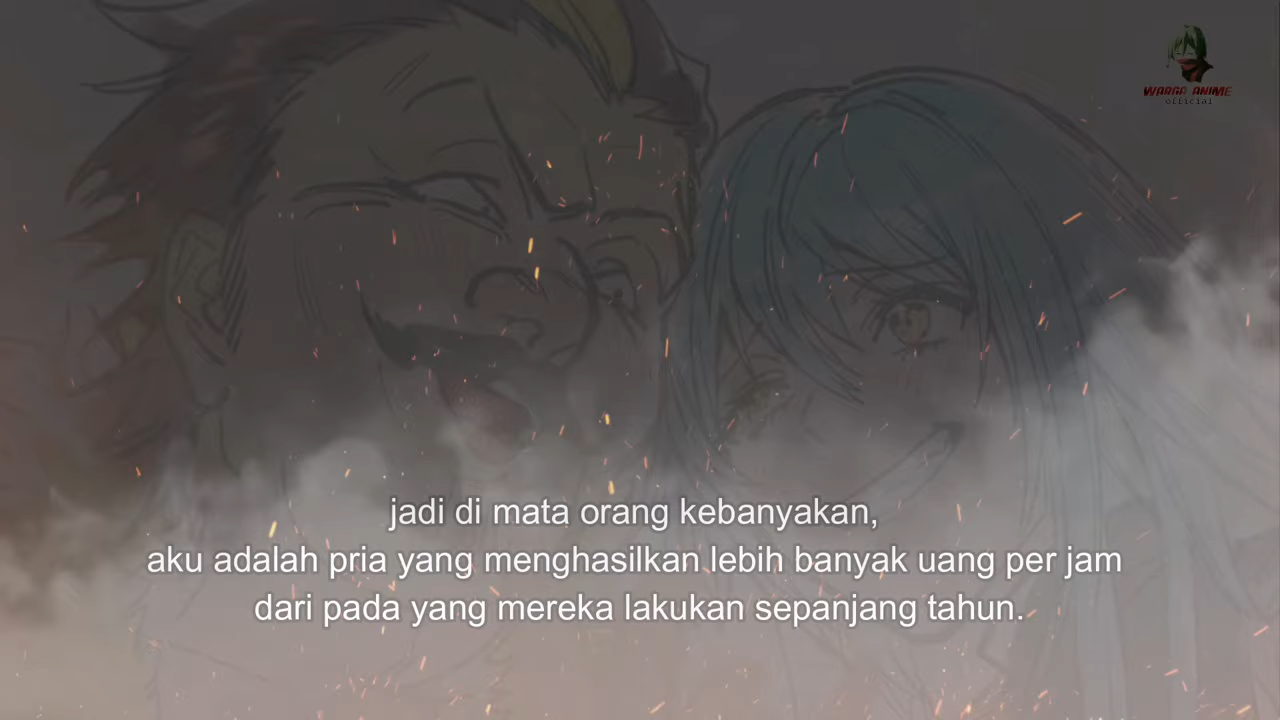 WARGA ANIME
official
jadi di mata orang kebanyakan,
aku adalah pria yang menghasilkan lebih banyak uang per jam
dari pada yang mereka lakukan sepanjang tahun.